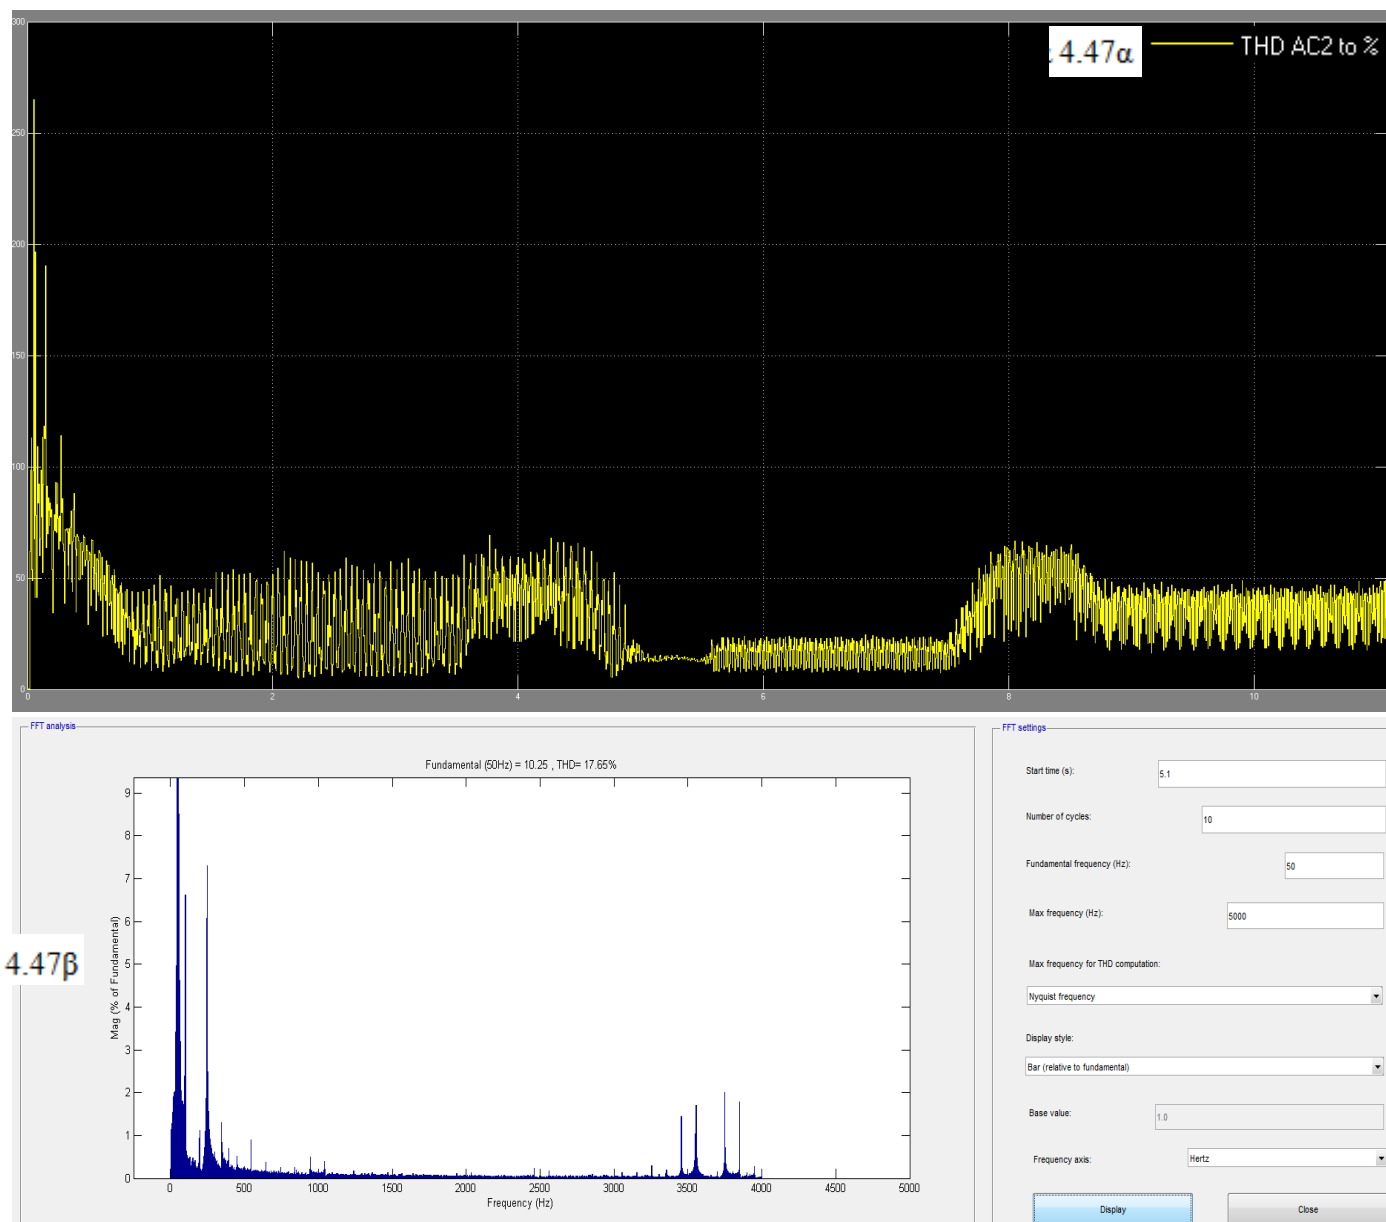 300
4.47α
THD AC2 to %
250
200
150
100
50
0
0
2
4
6
8
10
FFT analysis
Fundamental (50Hz) = 10.25 , THD= 17.65%
9
8
7
6
5
4
3
2
1
0
Mag (% of Fundamental)
4.47β
0
500
1000
1500
2000
2500
3000
3500
4000
4500
5000
Frequency (Hz)
FFT settings
Start time (s):
5.1
Number of cycles:
10
Fundamental frequency (Hz):
50
Max frequency (Hz):
5000
Max frequency for THD computation:
Nyquist frequency
Display style:
Bar (relative to fundamental)
Base value:
1.0
Frequency axis:
Hertz
Display
Close